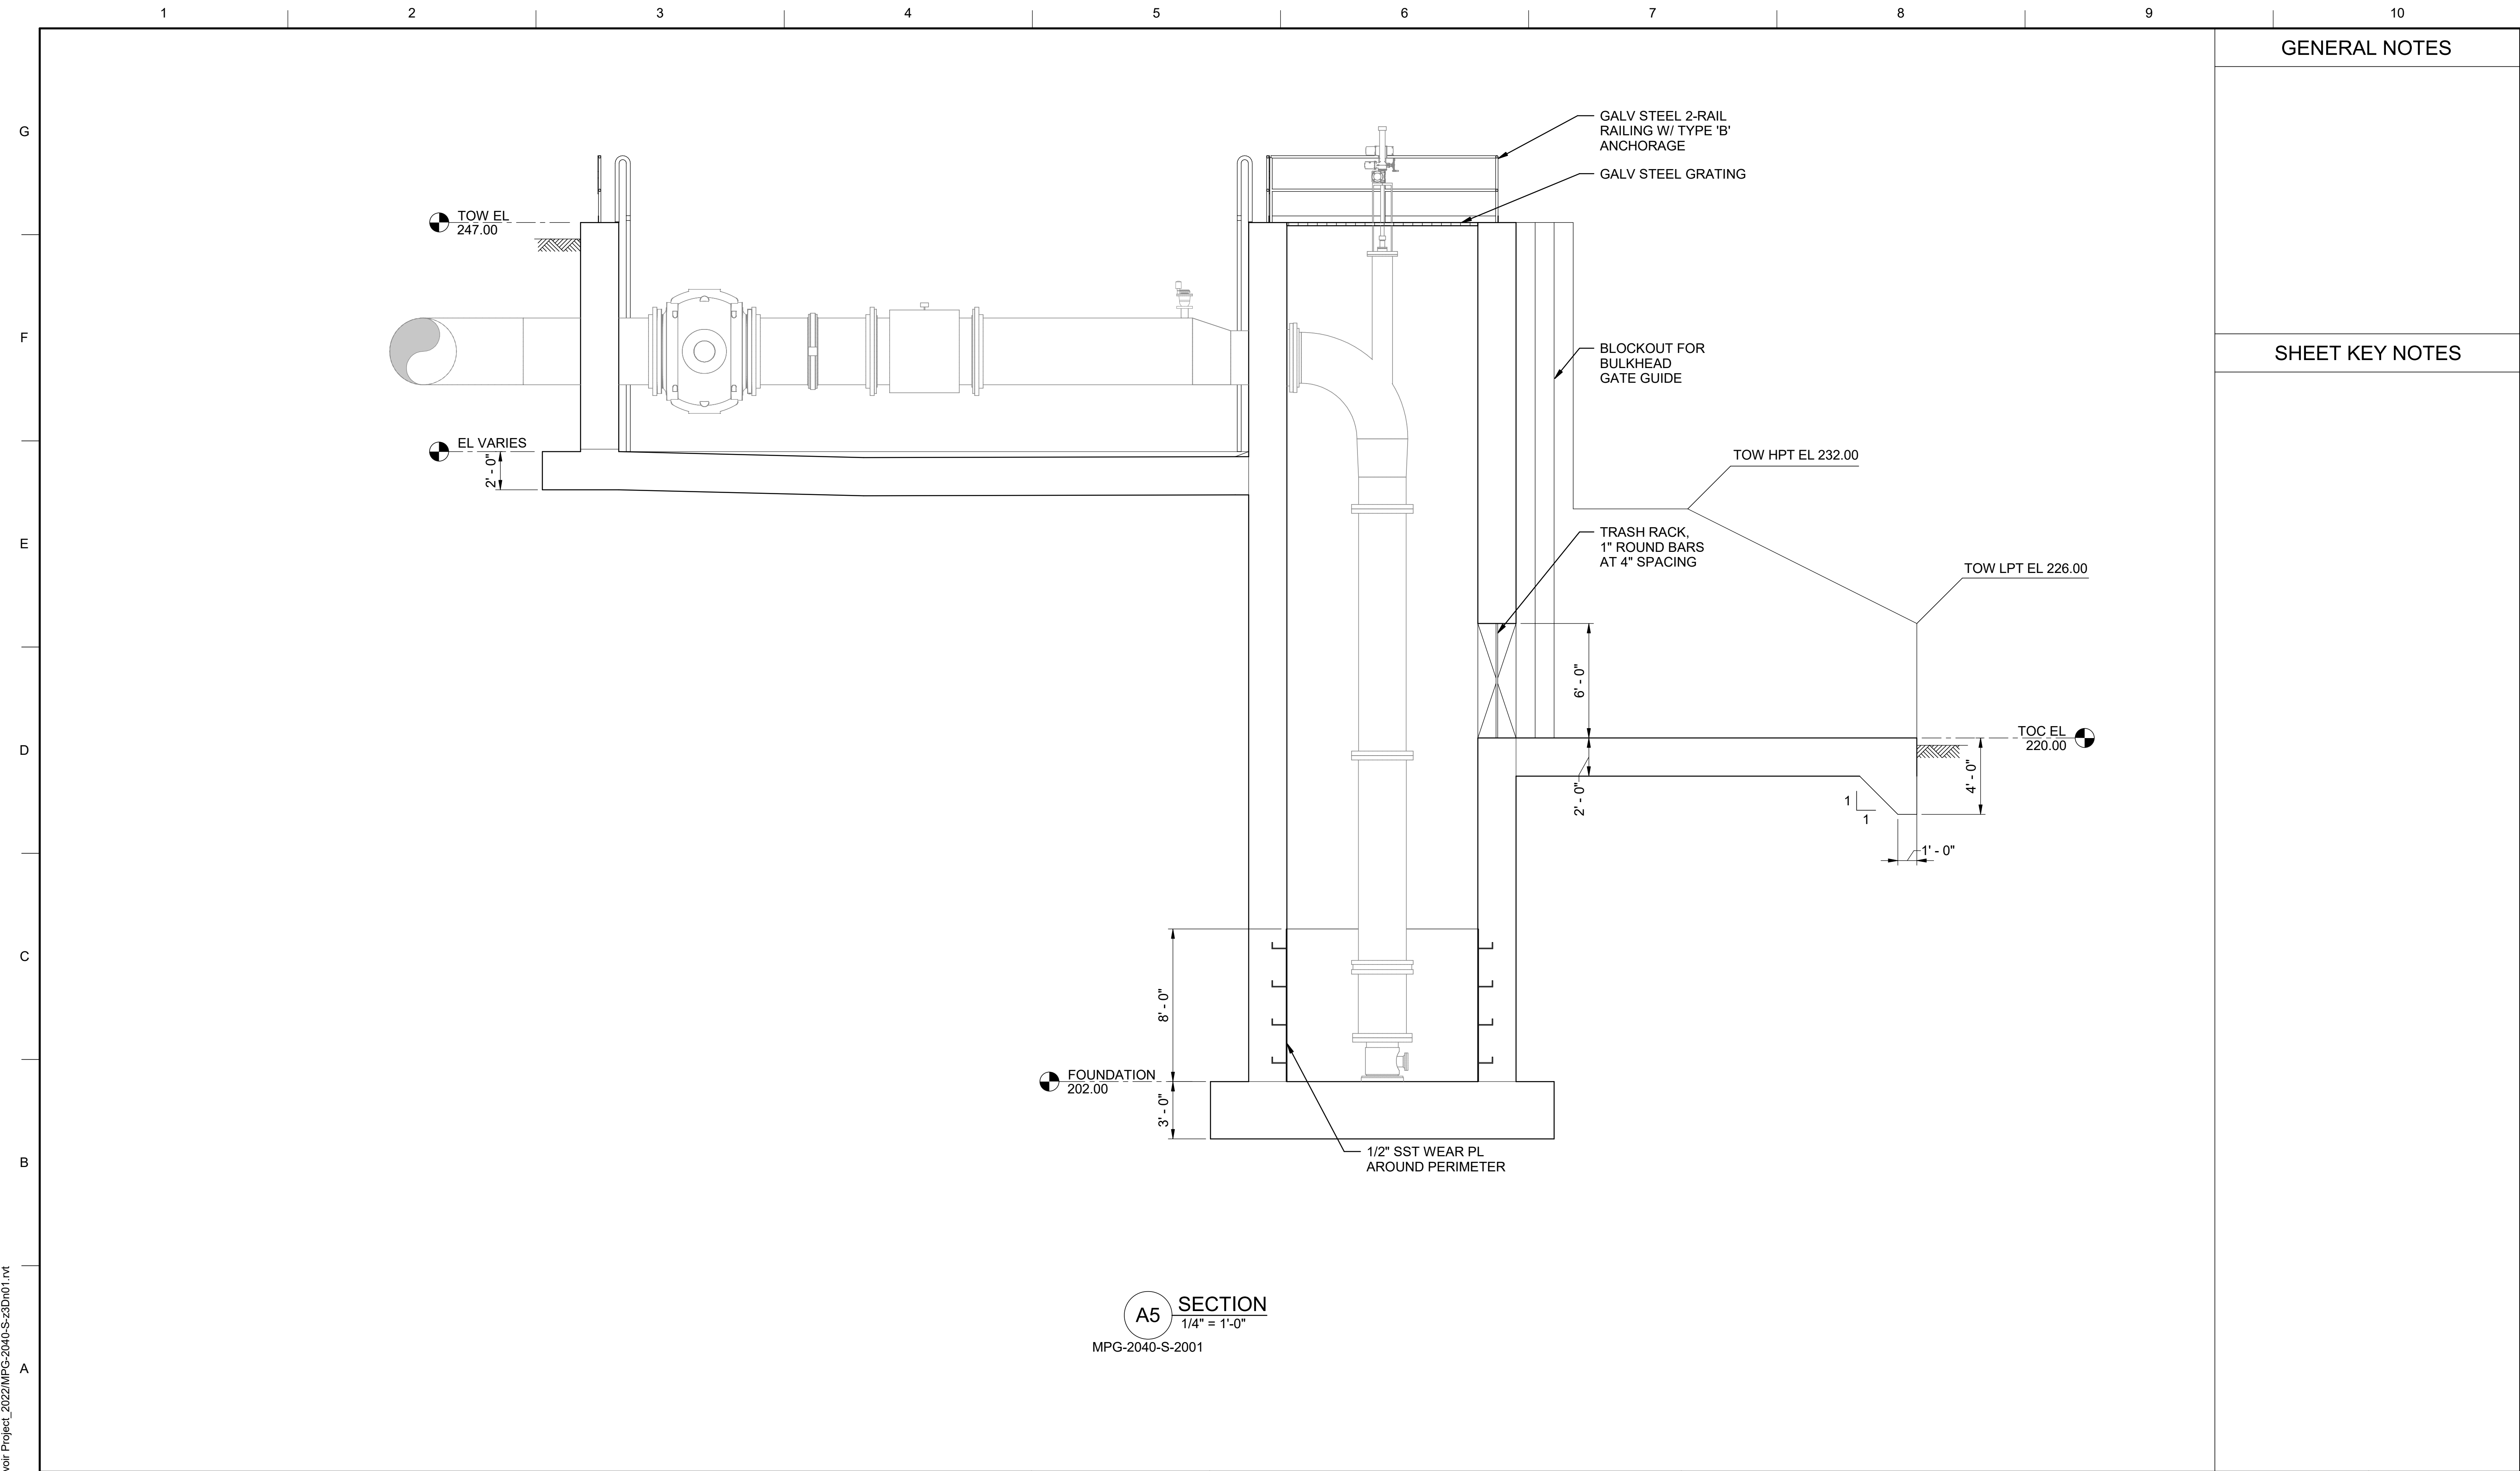 1 2 3 4 5 6 7 8 9 10
GENERAL NOTES
SHEET KEY NOTES
G
F
E
D
C
B
A
GALV STEEL 2-RAIL
RAILING W/ TYPE 'B'
ANCHORAGE
GALV STEEL GRATING
TOW EL
247.00
BLOCKOUT FOR
BULKHEAD
GATE GUIDE
EL VARIES
2' - 0"
TOW HPT EL 232.00
TRASH RACK,
1" ROUND BARS
AT 4" SPACING
TOW LPT EL 226.00
6' - 0"
TOC EL
220.00
2' - 0"
4' - 0"
1
1
1' - 0"
8' - 0"
FOUNDATION
202.00
3' - 0"
1/2" SST WEAR PL
AROUND PERIMETER
A5
SECTION
1/4" = 1'-0"
MPG-2040-S-2001
voir Project_2022/MPG-2040-S-z3Dn01.rvt